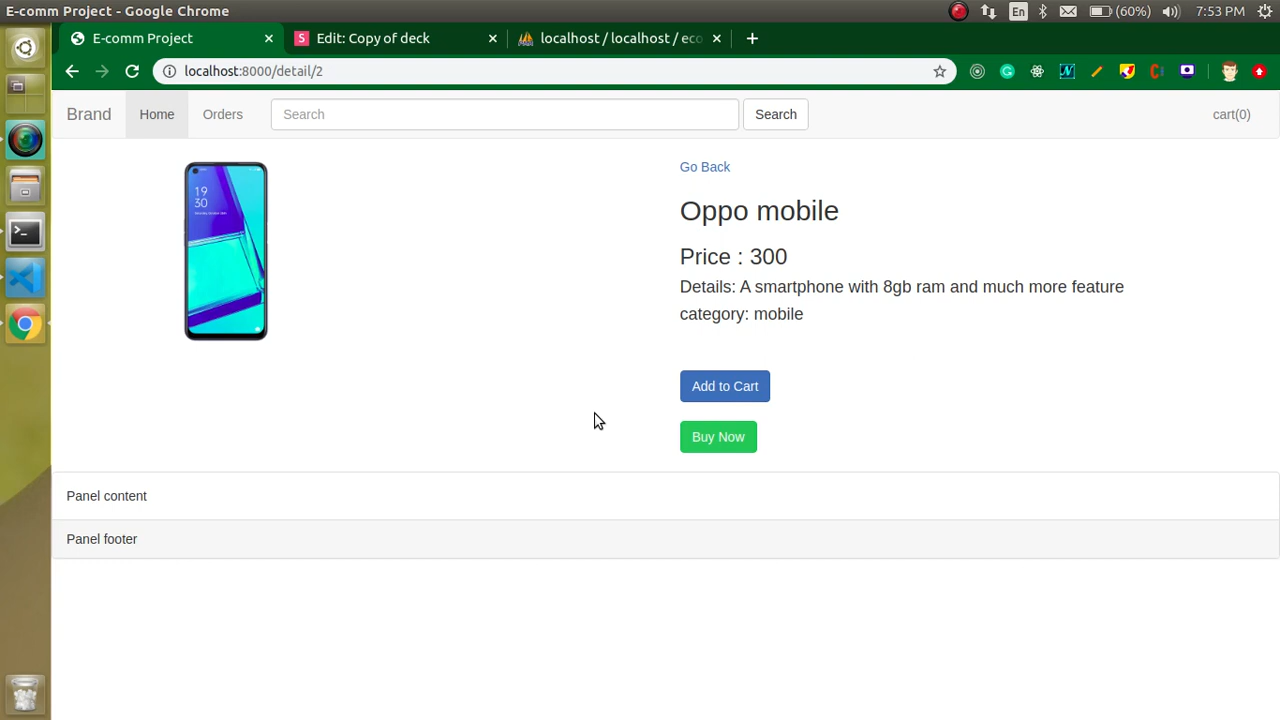 E-comm Project - Google Chrome
En
(60%)
7:53 PM
E-comm Project
Edit: Copy of deck
localhost / localhost / eco
localhost:8000/detail/2
Brand
Home
Orders
Search
Search
cart(0)
19
30
Go Back
Oppo mobile
Price : 300
Details: A smartphone with 8gb ram and much more feature
category: mobile
Add to Cart
Buy Now
Panel content
Panel footer